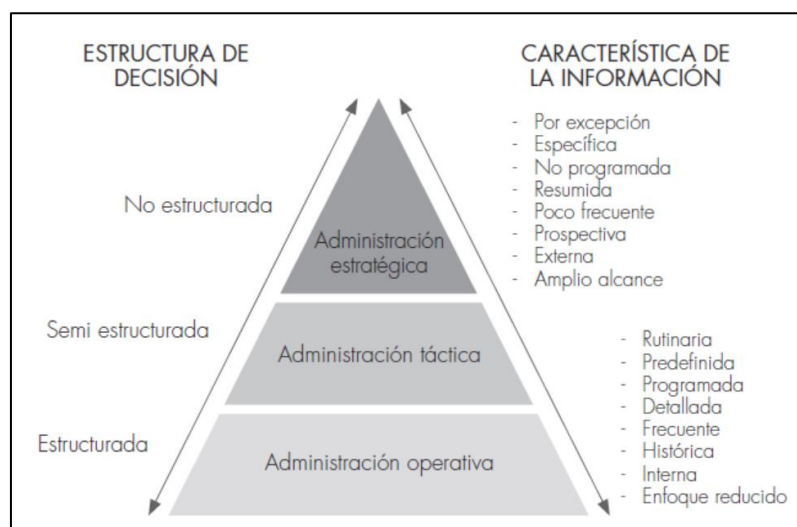 ESTRUCTURA DE
DECISIÓN
No estructurada
Semi estructurada
Estructurada
Administración
estratégica
Administración táctica
Administración operativa
CARACTERÍSTICA DE
LA INFORMACIÓN
- Por excepción
- Específica
- No programada
- Resumida
- Poco frecuente
- Prospectiva
- Externa
- Amplio alcance
- Rutinaria
- Predefinida
- Programada
- Detallada
- Frecuente
- Histórica
- Interna
- Enfoque reducido